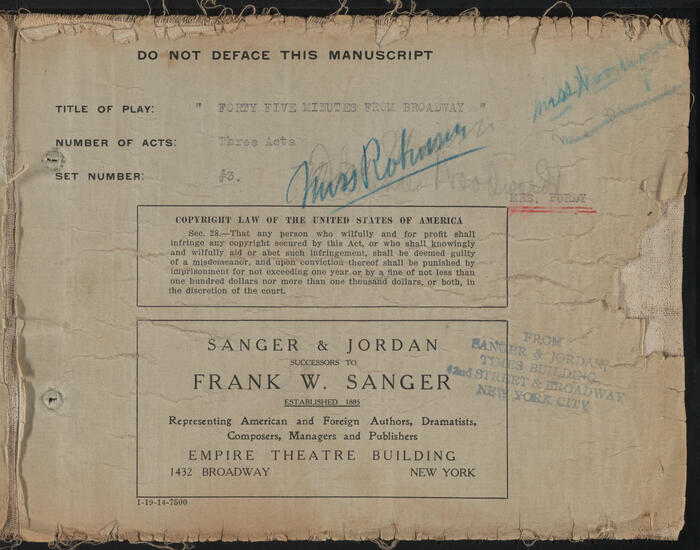 DO NOT DEFACE THIS MANUSCRIPT
Miss Woodward
TITLE OF PLAY: " FORTY FIVE MINUTES FROM BROADWAY "
NUMBER OF ACTS: Three Acts
Miss Robinson
SET NUMBER: #3.
MRS. PURDY.
COPYRIGHT LAW OF THE UNITED STATES OF AMERICA
Sec. 28.—That any person who wilfully and for profit shall
infringe any copyright secured by this Act, or who shall knowingly
and wilfully aid or abet such infringement, shall be deemed guilty
of a misdemeanor, and upon conviction thereof shall be punished by
imprisonment for not exceeding one year or by a fine of not less than
one hundred dollars nor more than one thousand dollars, or both, in
the discretion of the court.
SANGER & JORDAN
SUCCESSORS TO
FRANK W. SANGER
ESTABLISHED 1885
Representing American and Foreign Authors, Dramatists,
Composers, Managers and Publishers
EMPIRE THEATRE BUILDING
1432 BROADWAY NEW YORK
1-19-14-7500
FROM
SANGER & JORDAN,
TIMES BUILDING
42nd STREET & BROADWAY
NEW YORK CITY